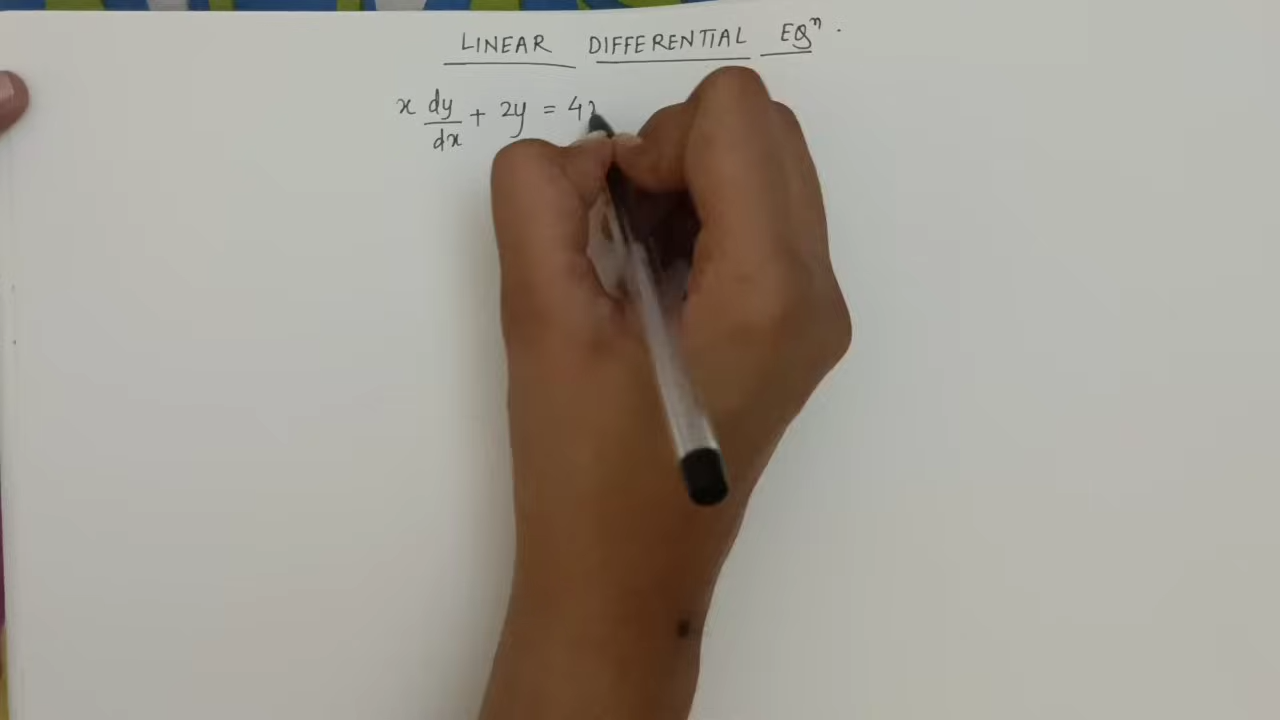 LINEAR DIFFERENTIAL EQⁿ.
x dy/dx + 2y = 4